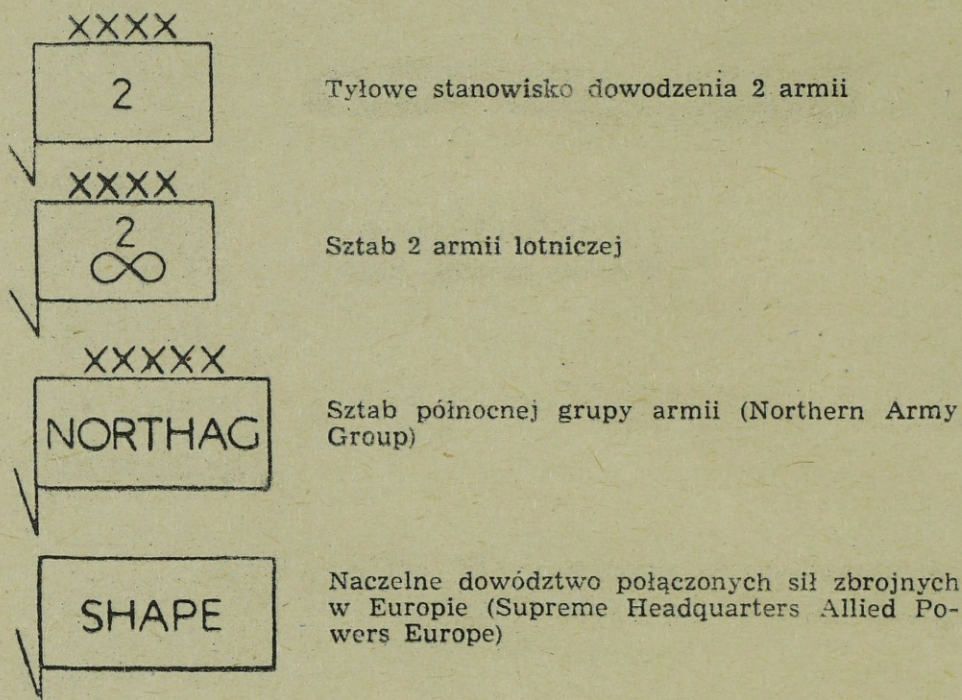 XXXX
2
Tyłowe stanowisko dowodzenia 2 armii
XXXX
2
Sztab 2 armii lotniczej
XXXXX
NORTHAG
Sztab północnej grupy armii (Northern Army
Group)
SHAPE
Naczelne dowództwo połączonych sił zbrojnych
w Europie (Supreme Headquarters Allied Po-
wers Europe)